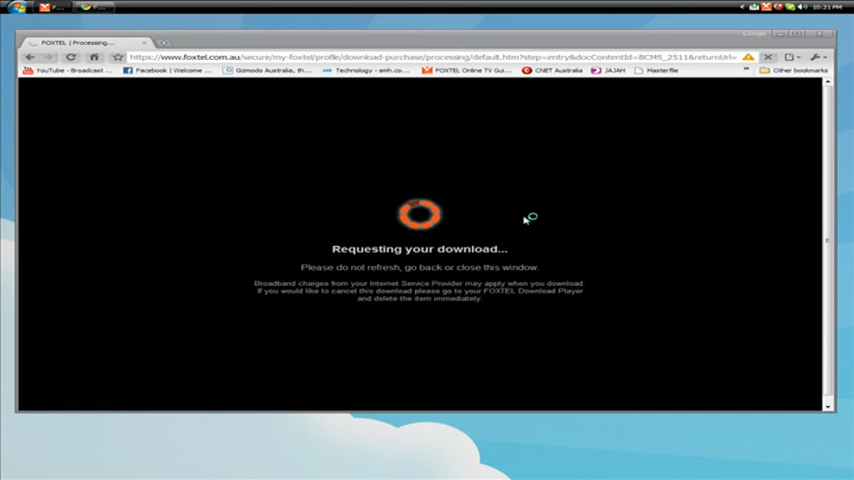 F...
F...
10:21 PM
Google
FOXTEL | Processing...
https://www.foxtel.com.au/secure/my-foxtel/profile/download-purchase/processing/default.htm?step=entry&docContentId=BCMS_2511&returnUrl=
YouTube - Broadcast ...
Facebook | Welcome ...
Gizmodo Australia, th...
Technology - smh.co...
FOXTEL Online TV Gui...
CNET Australia
JAJAH
Masterfile
»
Other bookmarks
Requesting your download...
Please do not refresh, go back or close this window.
Broadband charges from your Internet Service Provider may apply when you download.
If you would like to cancel this download please go to your FOXTEL Download Player
and delete the item immediately.